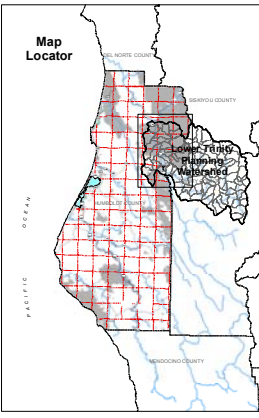 Map
Locator
DEL NORTE COUNTY
SISKIYOU COUNTY
Lower Trinity
Planning
Watershed
HUMBOLDT COUNTY
PACIFIC OCEAN
MENDOCINO COUNTY